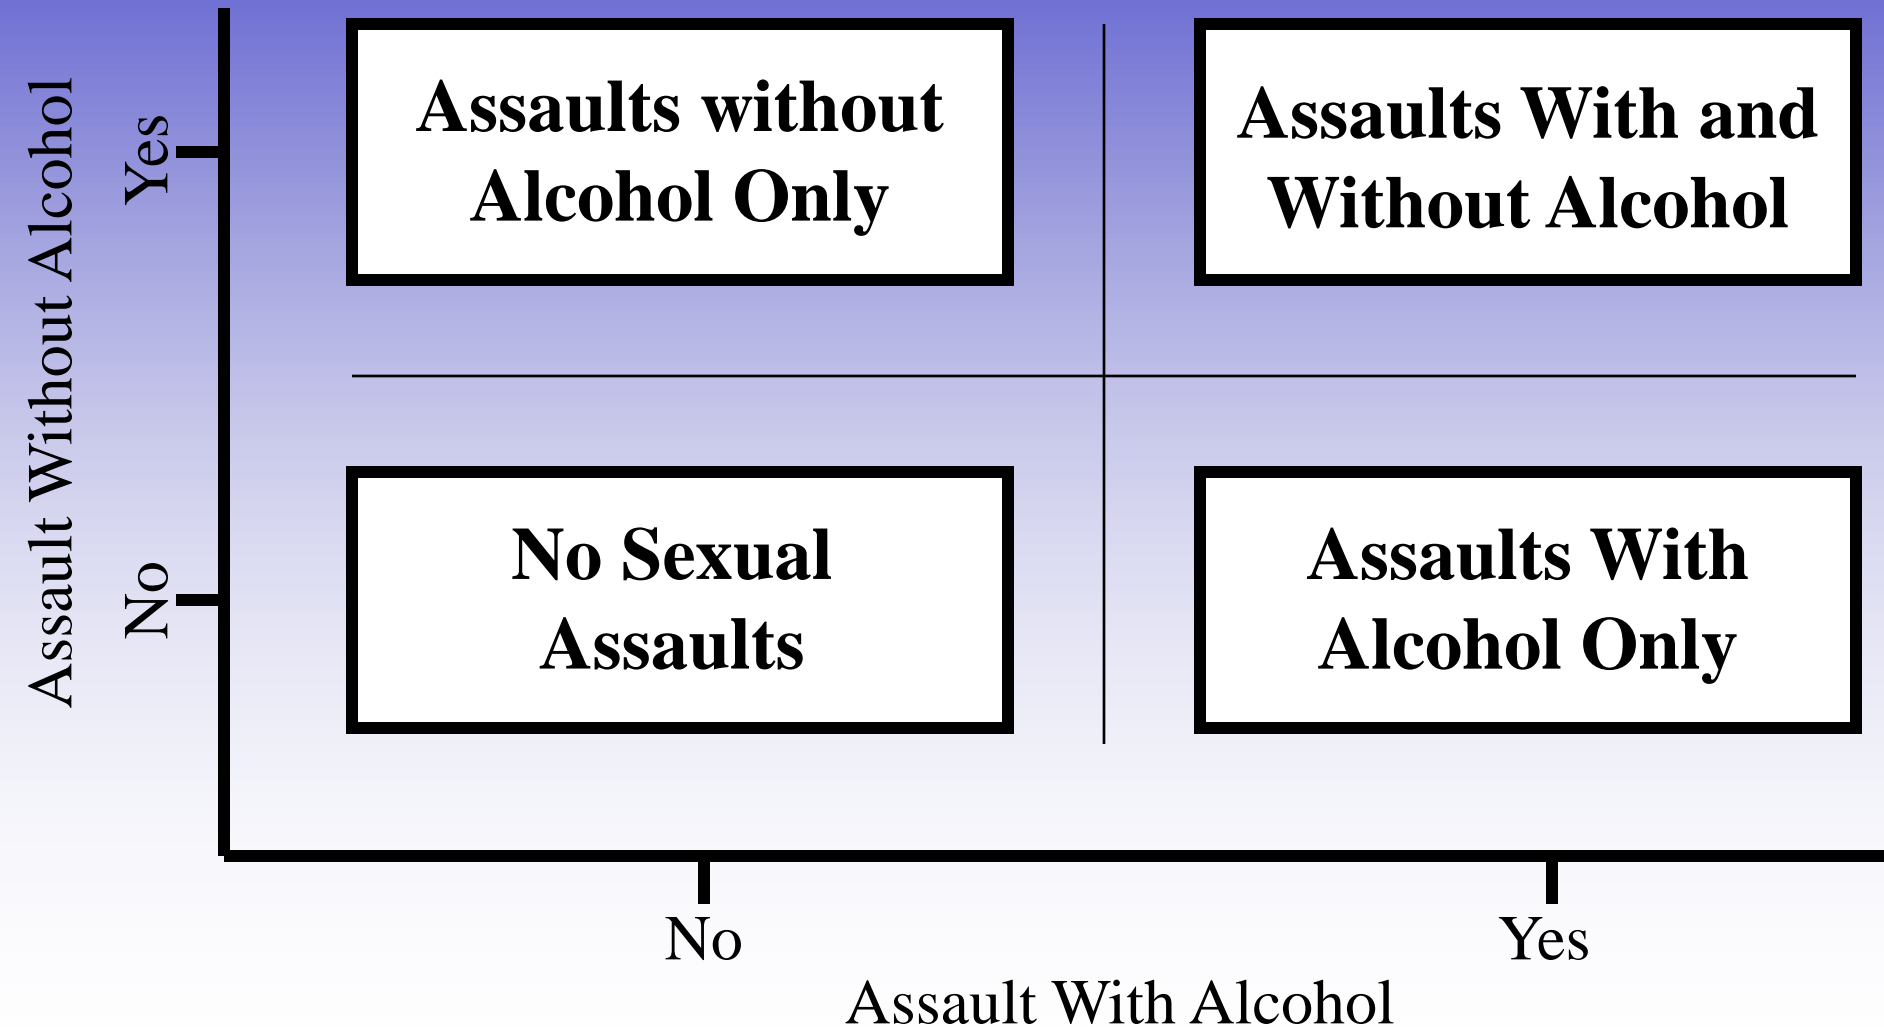 Assault Without Alcohol
Yes
Assaults without
Alcohol Only
Assaults With and
Without Alcohol
No
No Sexual
Assaults
Assaults With
Alcohol Only
No
Yes
Assault With Alcohol